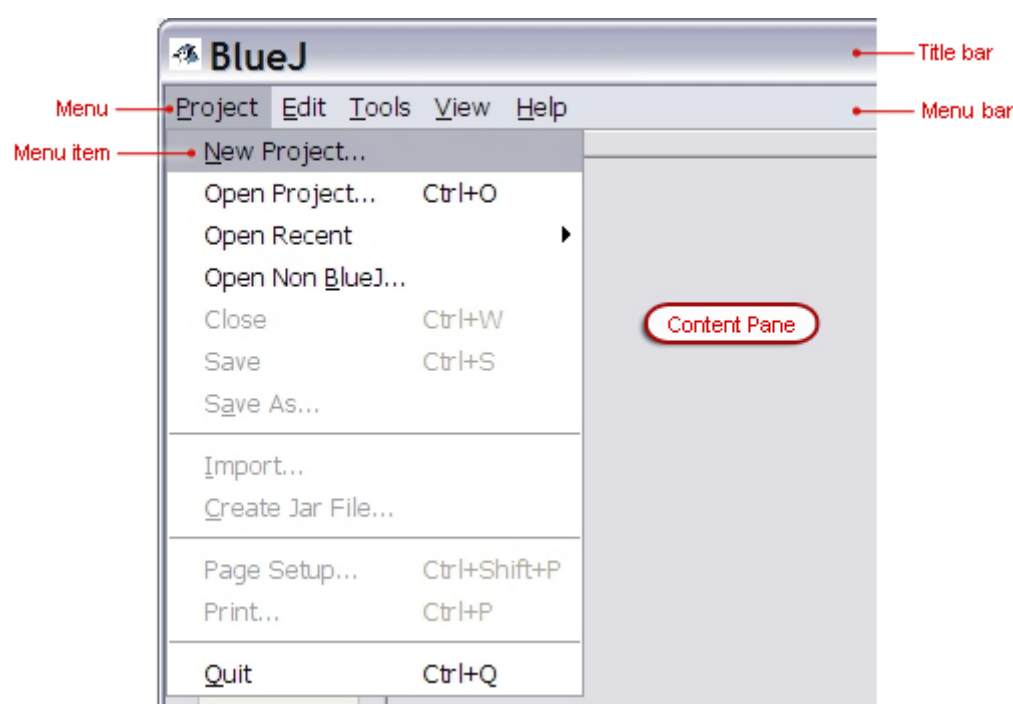 BlueJ
Title bar
Menu
Project Edit Tools View Help
Menu bar
Menu item
New Project...
Open Project... Ctrl+O
Open Recent
Open Non BlueJ...
Close Ctrl+W
Content Pane
Save Ctrl+S
Save As...
Import...
Create Jar File...
Page Setup... Ctrl+Shift+P
Print... Ctrl+P
Quit Ctrl+Q